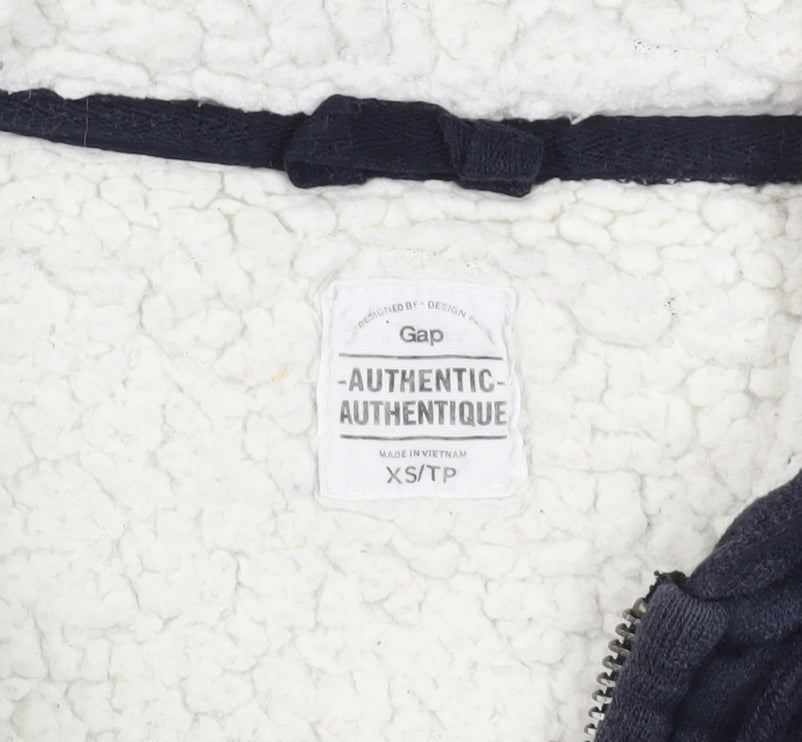 DESIGNED BY - DESIGN
Gap
-AUTHENTIC-
AUTHENTIQUE
MADE IN VIETNAM
XS/TP